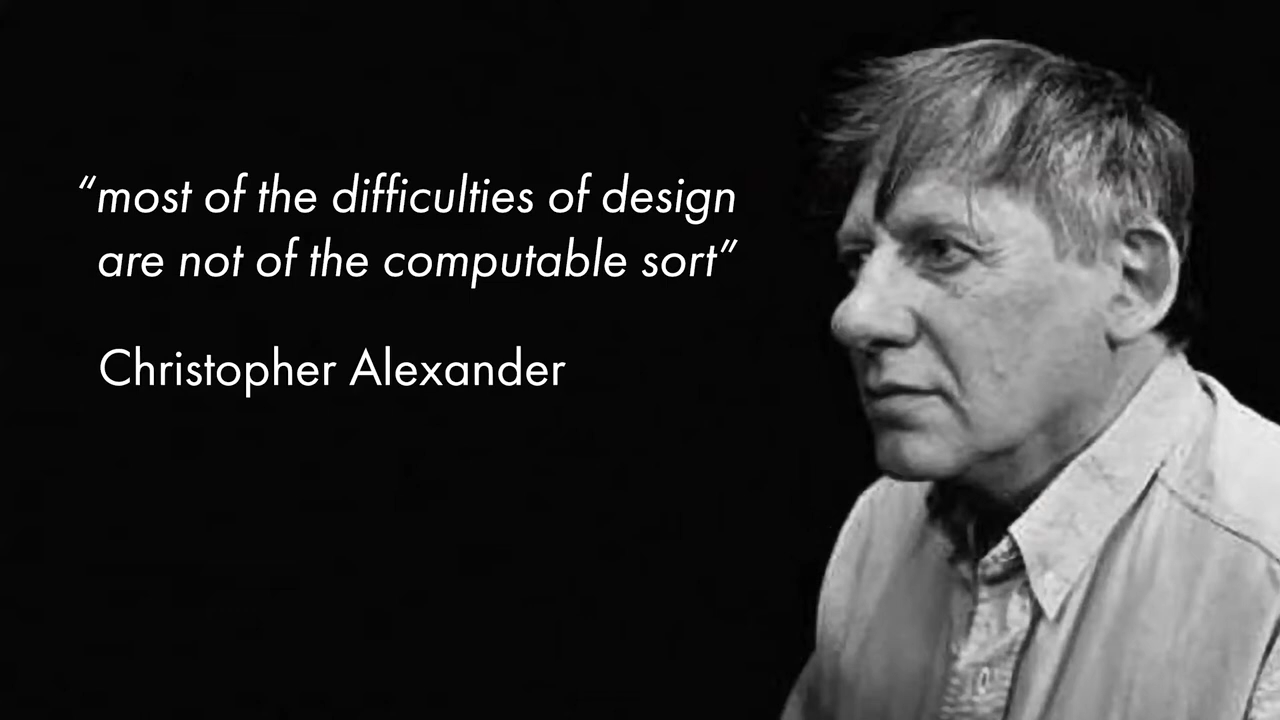 “most of the difficulties of design
are not of the computable sort”
Christopher Alexander